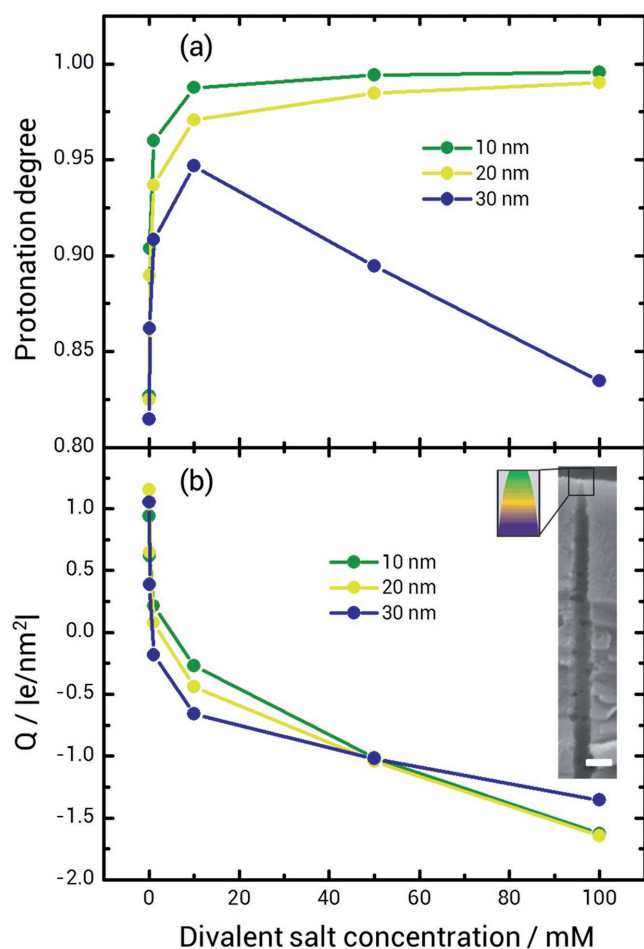 (a)
1.00
0.95
0.90
0.85
0.80
Protonation degree
10 nm
20 nm
30 nm
(b)
1.0
0.5
0.0
-0.5
-1.0
-1.5
-2.0
Q / |e/nm²|
10 nm
20 nm
30 nm
0 20 40 60 80 100
Divalent salt concentration / mM